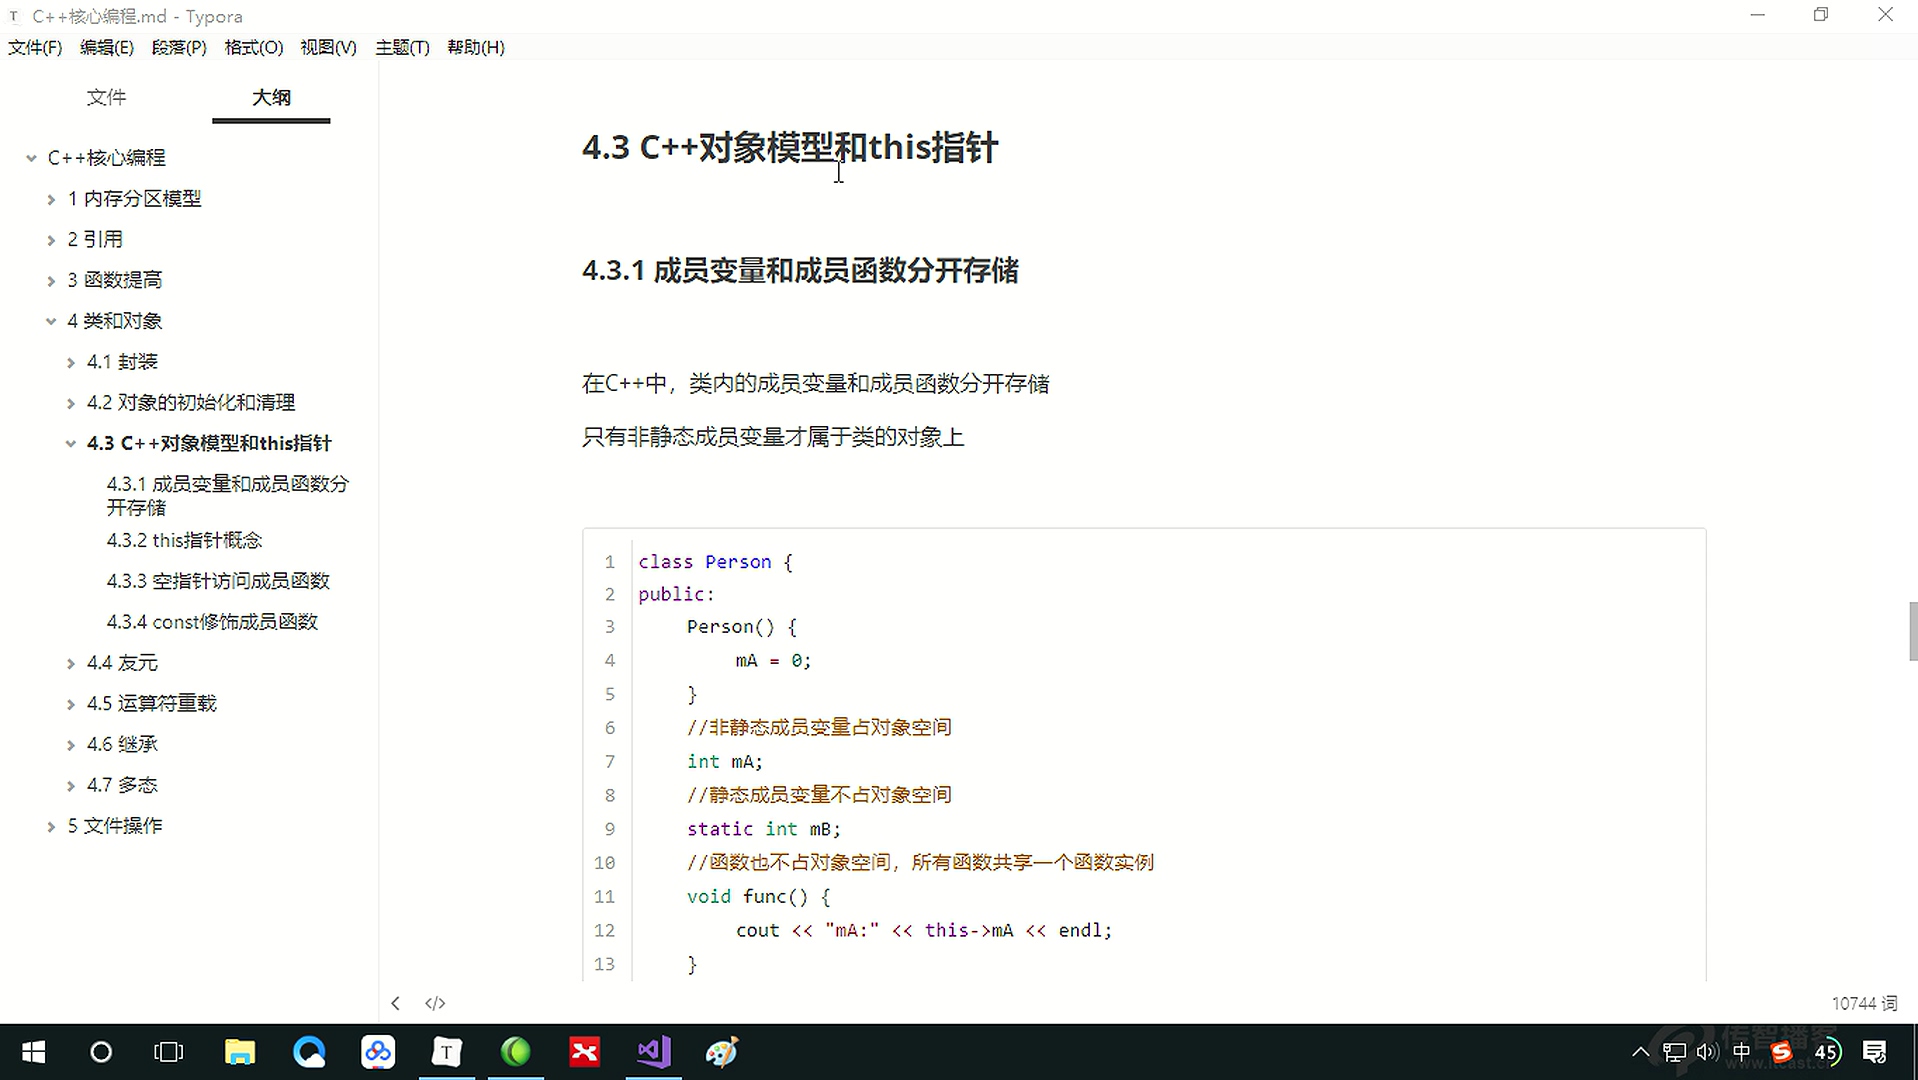 C++核心编程.md - Typora
文件(F) 编辑(E) 段落(P) 格式(O) 视图(V) 主题(T) 帮助(H)
文件 大纲
C++核心编程
1 内存分区模型
2 引用
3 函数提高
4 类和对象
4.1 封装
4.2 对象的初始化和清理
4.3 C++对象模型和this指针
4.3.1 成员变量和成员函数分
开存储
4.3.2 this指针概念
4.3.3 空指针访问成员函数
4.3.4 const修饰成员函数
4.4 友元
4.5 运算符重载
4.6 继承
4.7 多态
5 文件操作
4.3 C++对象模型和this指针
4.3.1 成员变量和成员函数分开存储
在C++中，类内的成员变量和成员函数分开存储
只有非静态成员变量才属于类的对象上
1 class Person {
2 public:
3 Person() {
4 mA = 0;
5 }
6 //非静态成员变量占对象空间
7 int mA;
8 //静态成员变量不占对象空间
9 static int mB;
10 //函数也不占对象空间，所有函数共享一个函数实例
11 void func() {
12 cout << "mA:" << this->mA << endl;
13 }
</> 10744 词
T 中 S 45
传智播客